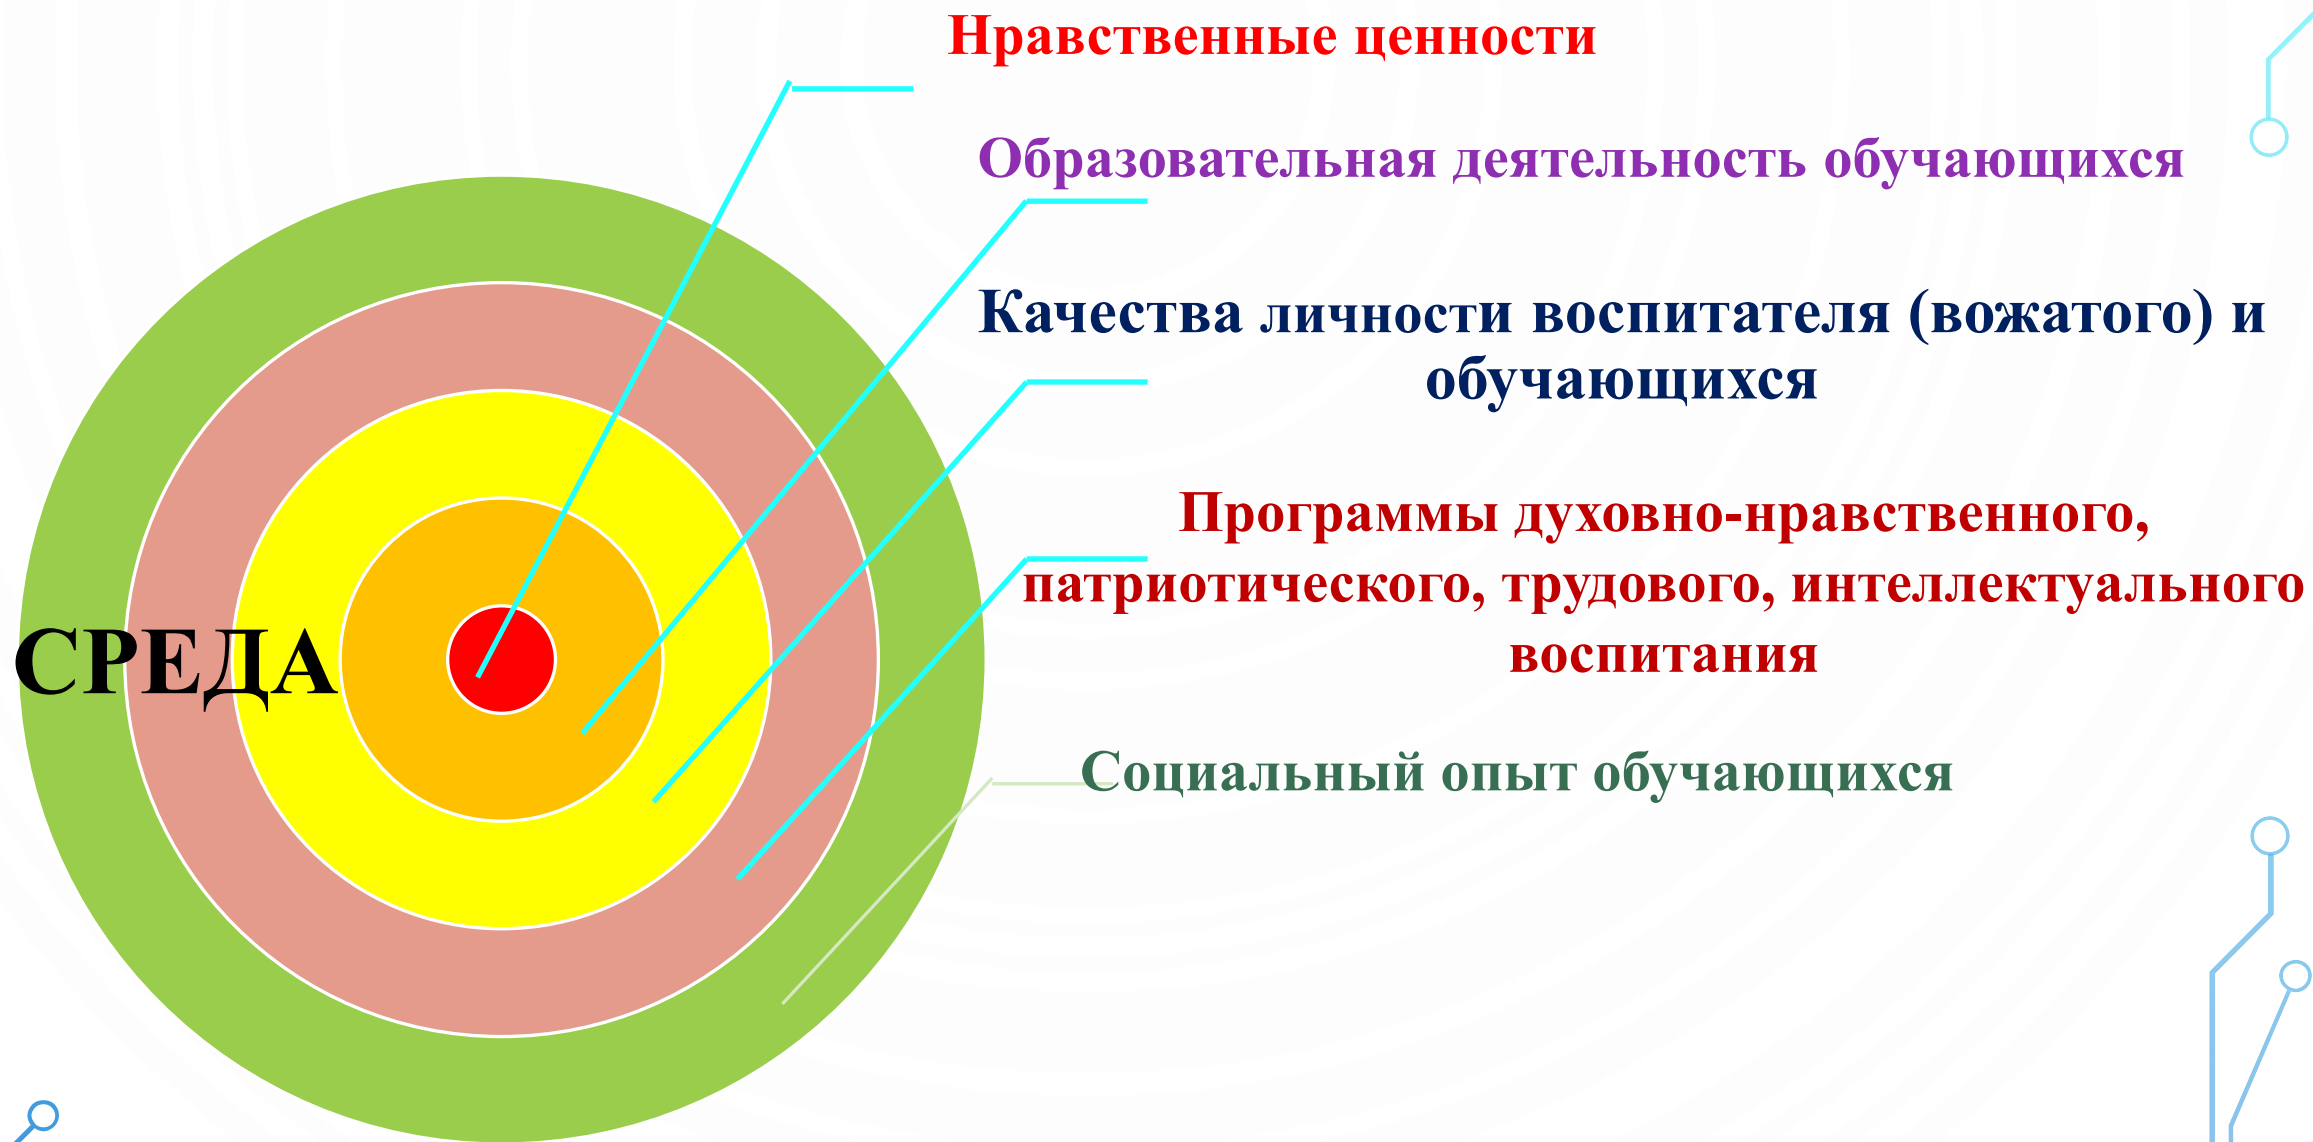 Нравственные ценности
Образовательная деятельность обучающихся
Качества личности воспитателя (вожатого) и
обучающихся
Программы духовно-нравственного,
патриотического, трудового, интеллектуального
воспитания
СРЕДА
Социальный опыт обучающихся